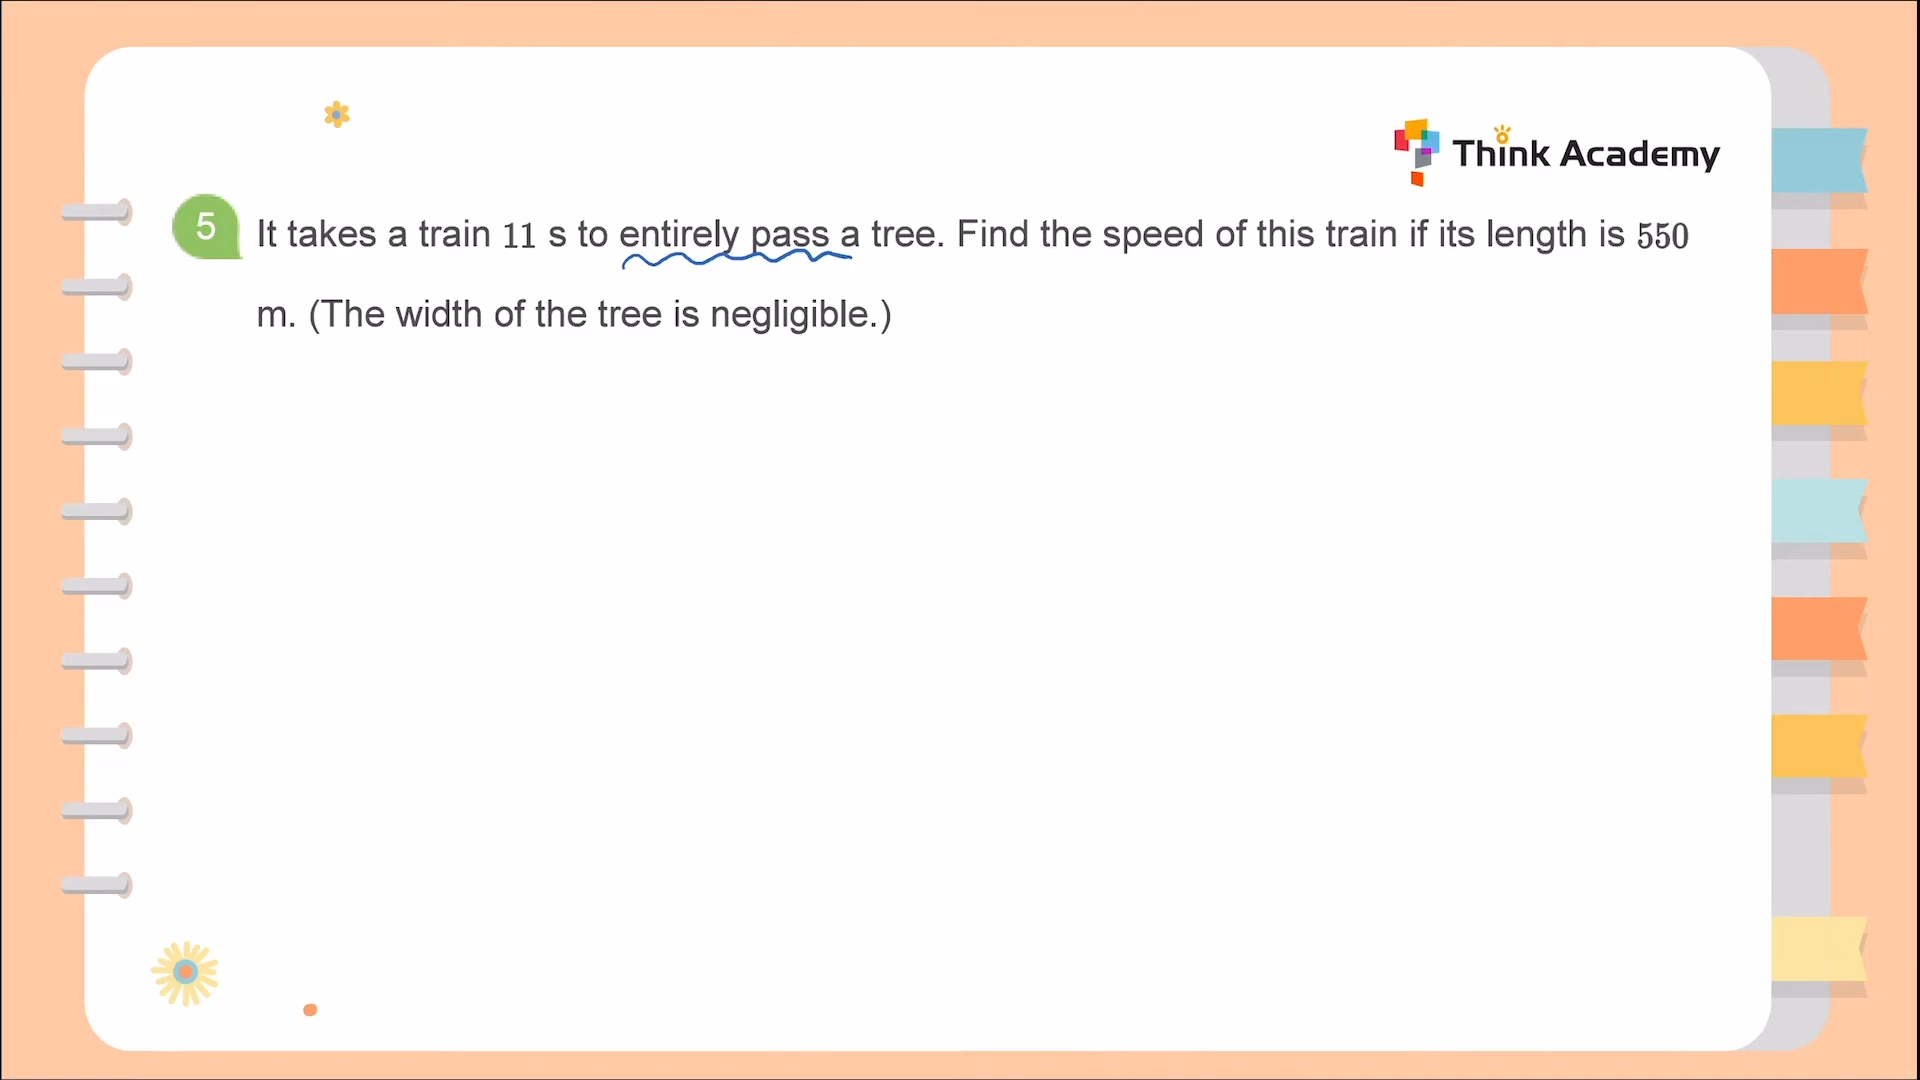 Think Academy
5
It takes a train 11 s to entirely pass a tree. Find the speed of this train if its length is 550
m. (The width of the tree is negligible.)